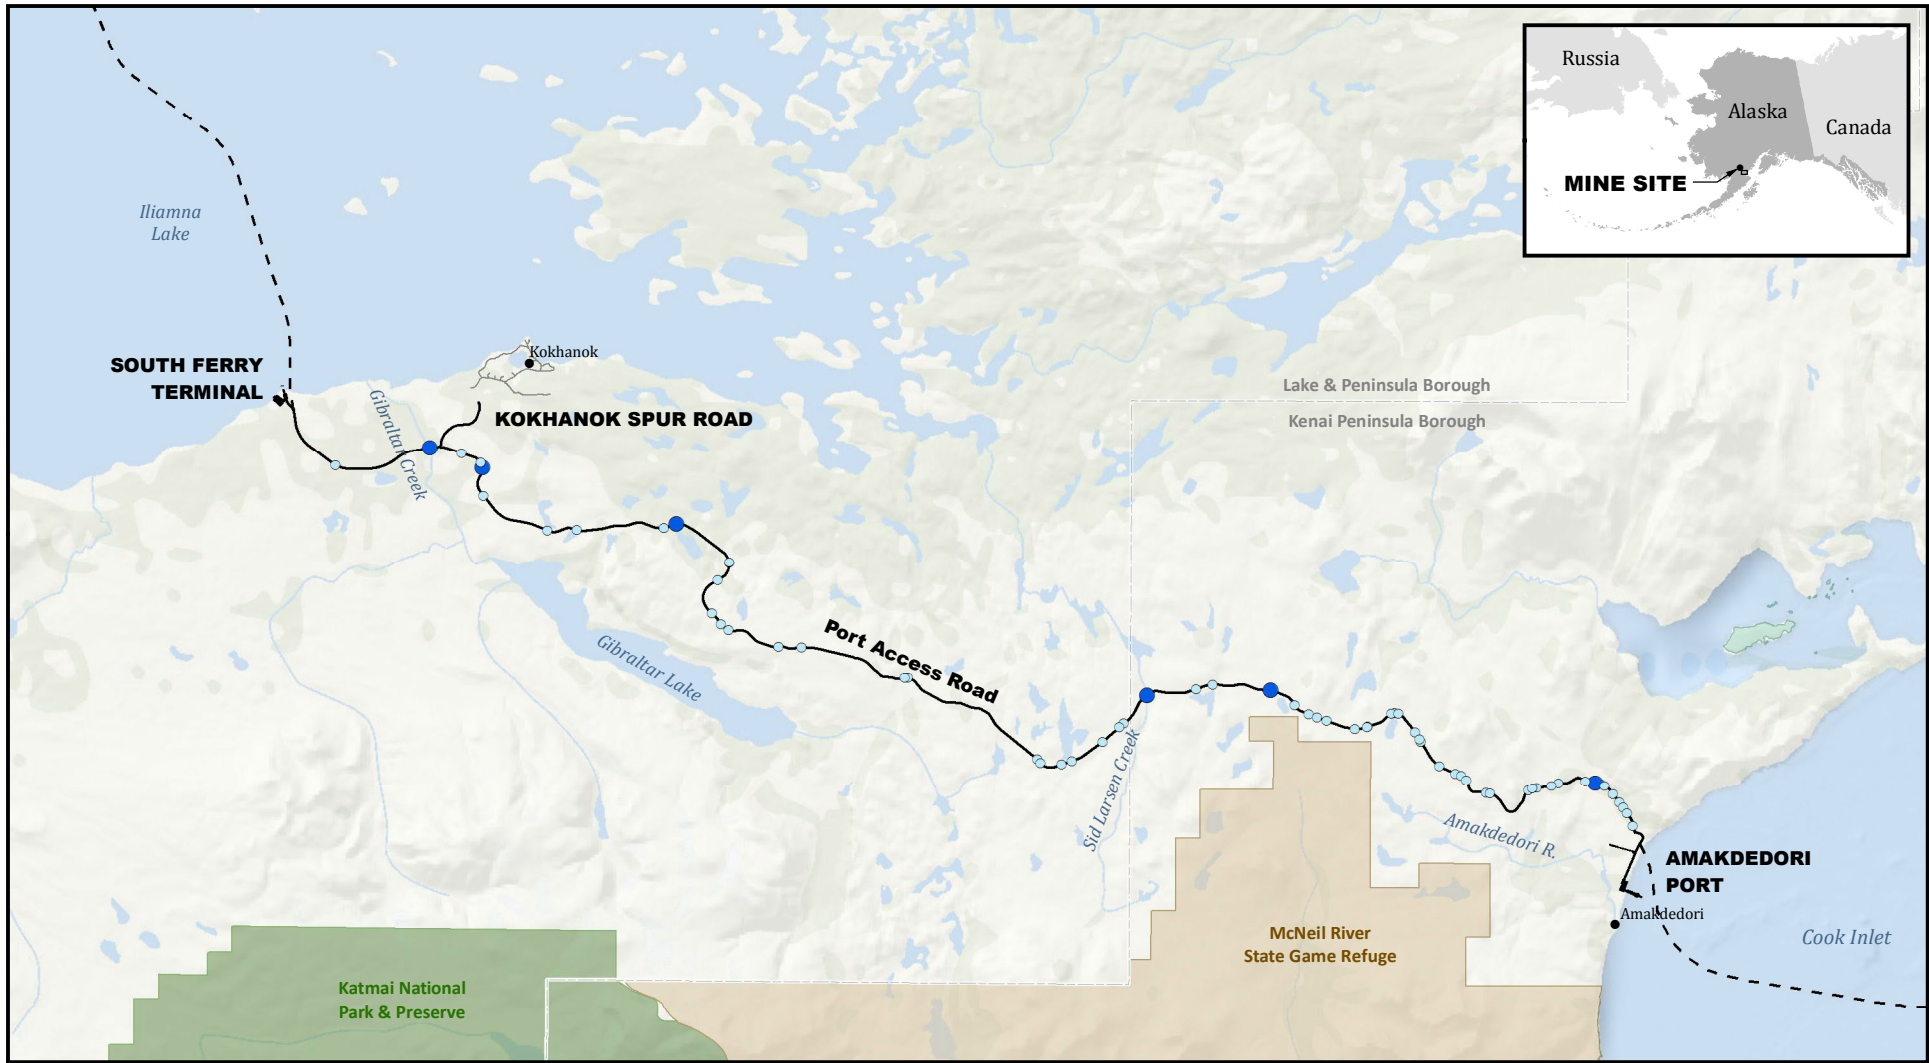 Russia
Alaska
Canada
MINE SITE
Iliamna
Lake
SOUTH FERRY
TERMINAL
Kokhanok
Gibraltar Creek
KOKHANOK SPUR ROAD
Lake & Peninsula Borough
Kenai Peninsula Borough
Gibraltar Lake
Port Access Road
Sid Larsen Creek
Amakdedori R.
AMAKDEDORI
PORT
Amakdedori
Cook Inlet
McNeil River
State Game Refuge
Katmai National
Park & Preserve